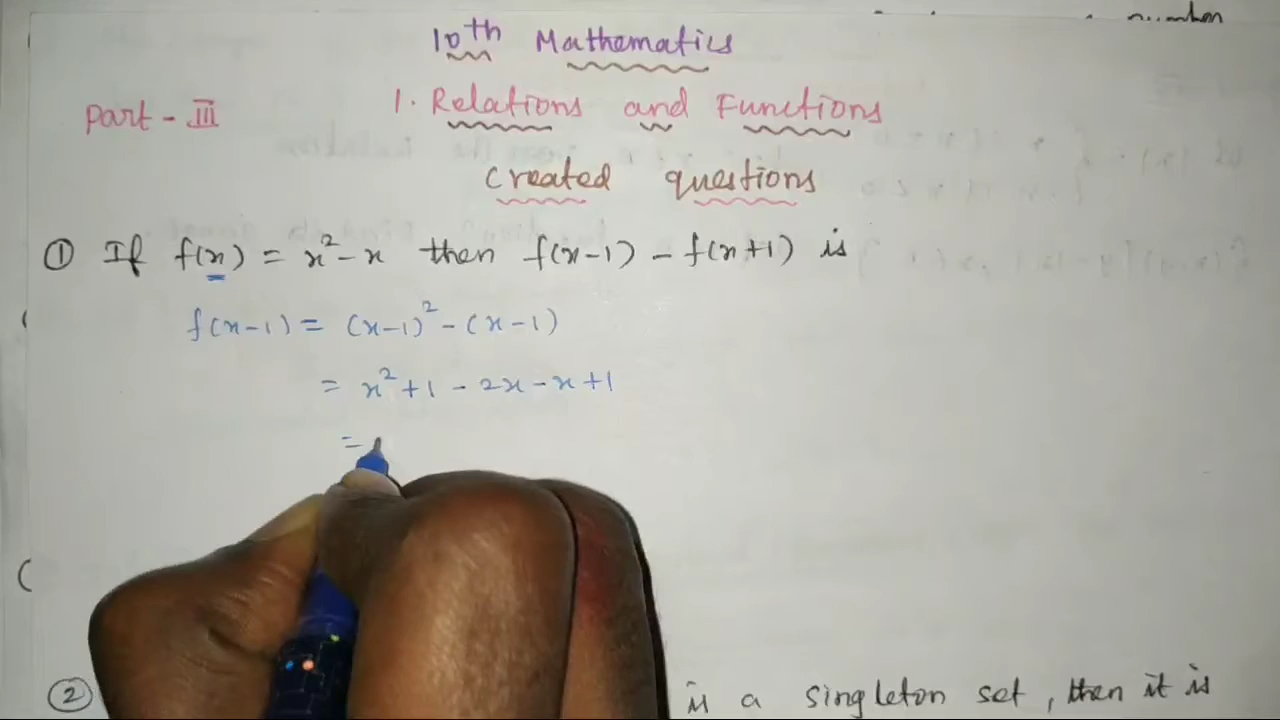 10th Mathematics
Part - III
1. Relations and Functions
Created questions
① If f(x) = x² - x then f(x-1) - f(x+1) is
f(x-1) = (x-1)² - (x-1)
= x² + 1 - 2x - x + 1
=
② is a singleton set, then it is